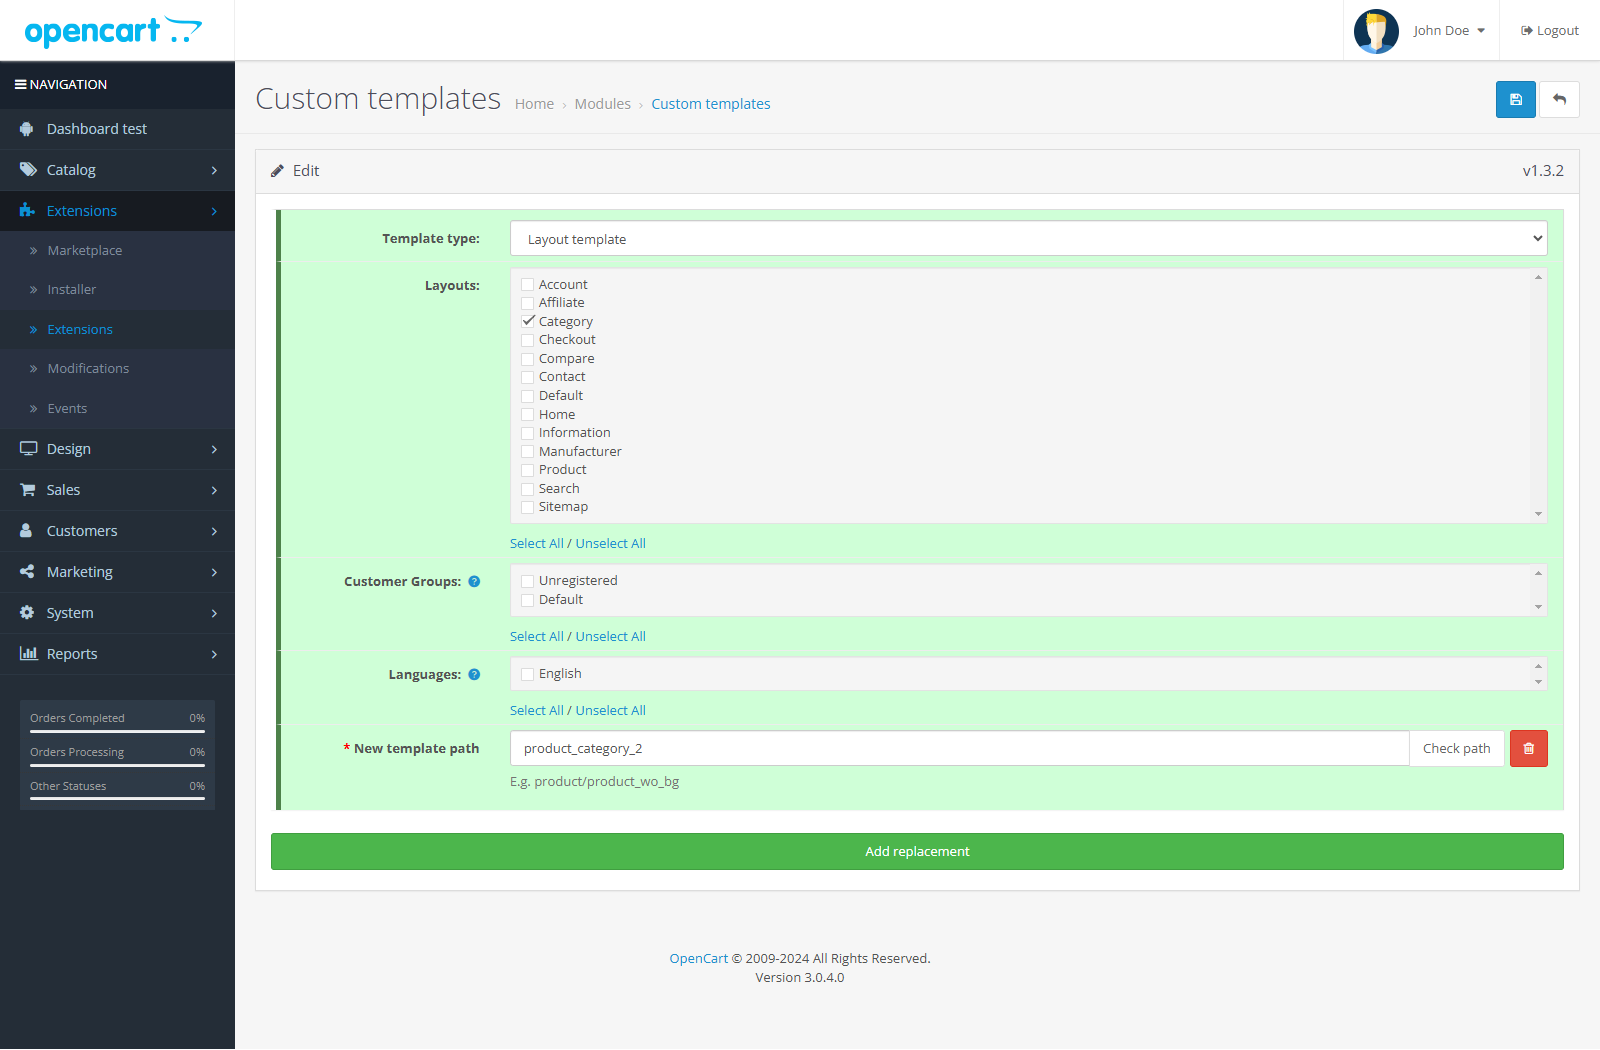 opencart
John Doe
Logout
NAVIGATION
Dashboard test
Catalog
Extensions
Marketplace
Installer
Extensions
Modifications
Events
Design
Sales
Customers
Marketing
System
Reports
Orders Completed 0%
Orders Processing 0%
Other Statuses 0%
Custom templates
Home › Modules › Custom templates
Edit
v1.3.2
Template type:
Layout template
Layouts:
Account
Affiliate
Category
Checkout
Compare
Contact
Default
Home
Information
Manufacturer
Product
Search
Sitemap
Select All / Unselect All
Customer Groups: ?
Unregistered
Default
Select All / Unselect All
Languages: ?
English
Select All / Unselect All
* New template path
product_category_2
Check path
E.g. product/product_wo_bg
Add replacement
OpenCart © 2009-2024 All Rights Reserved.
Version 3.0.4.0